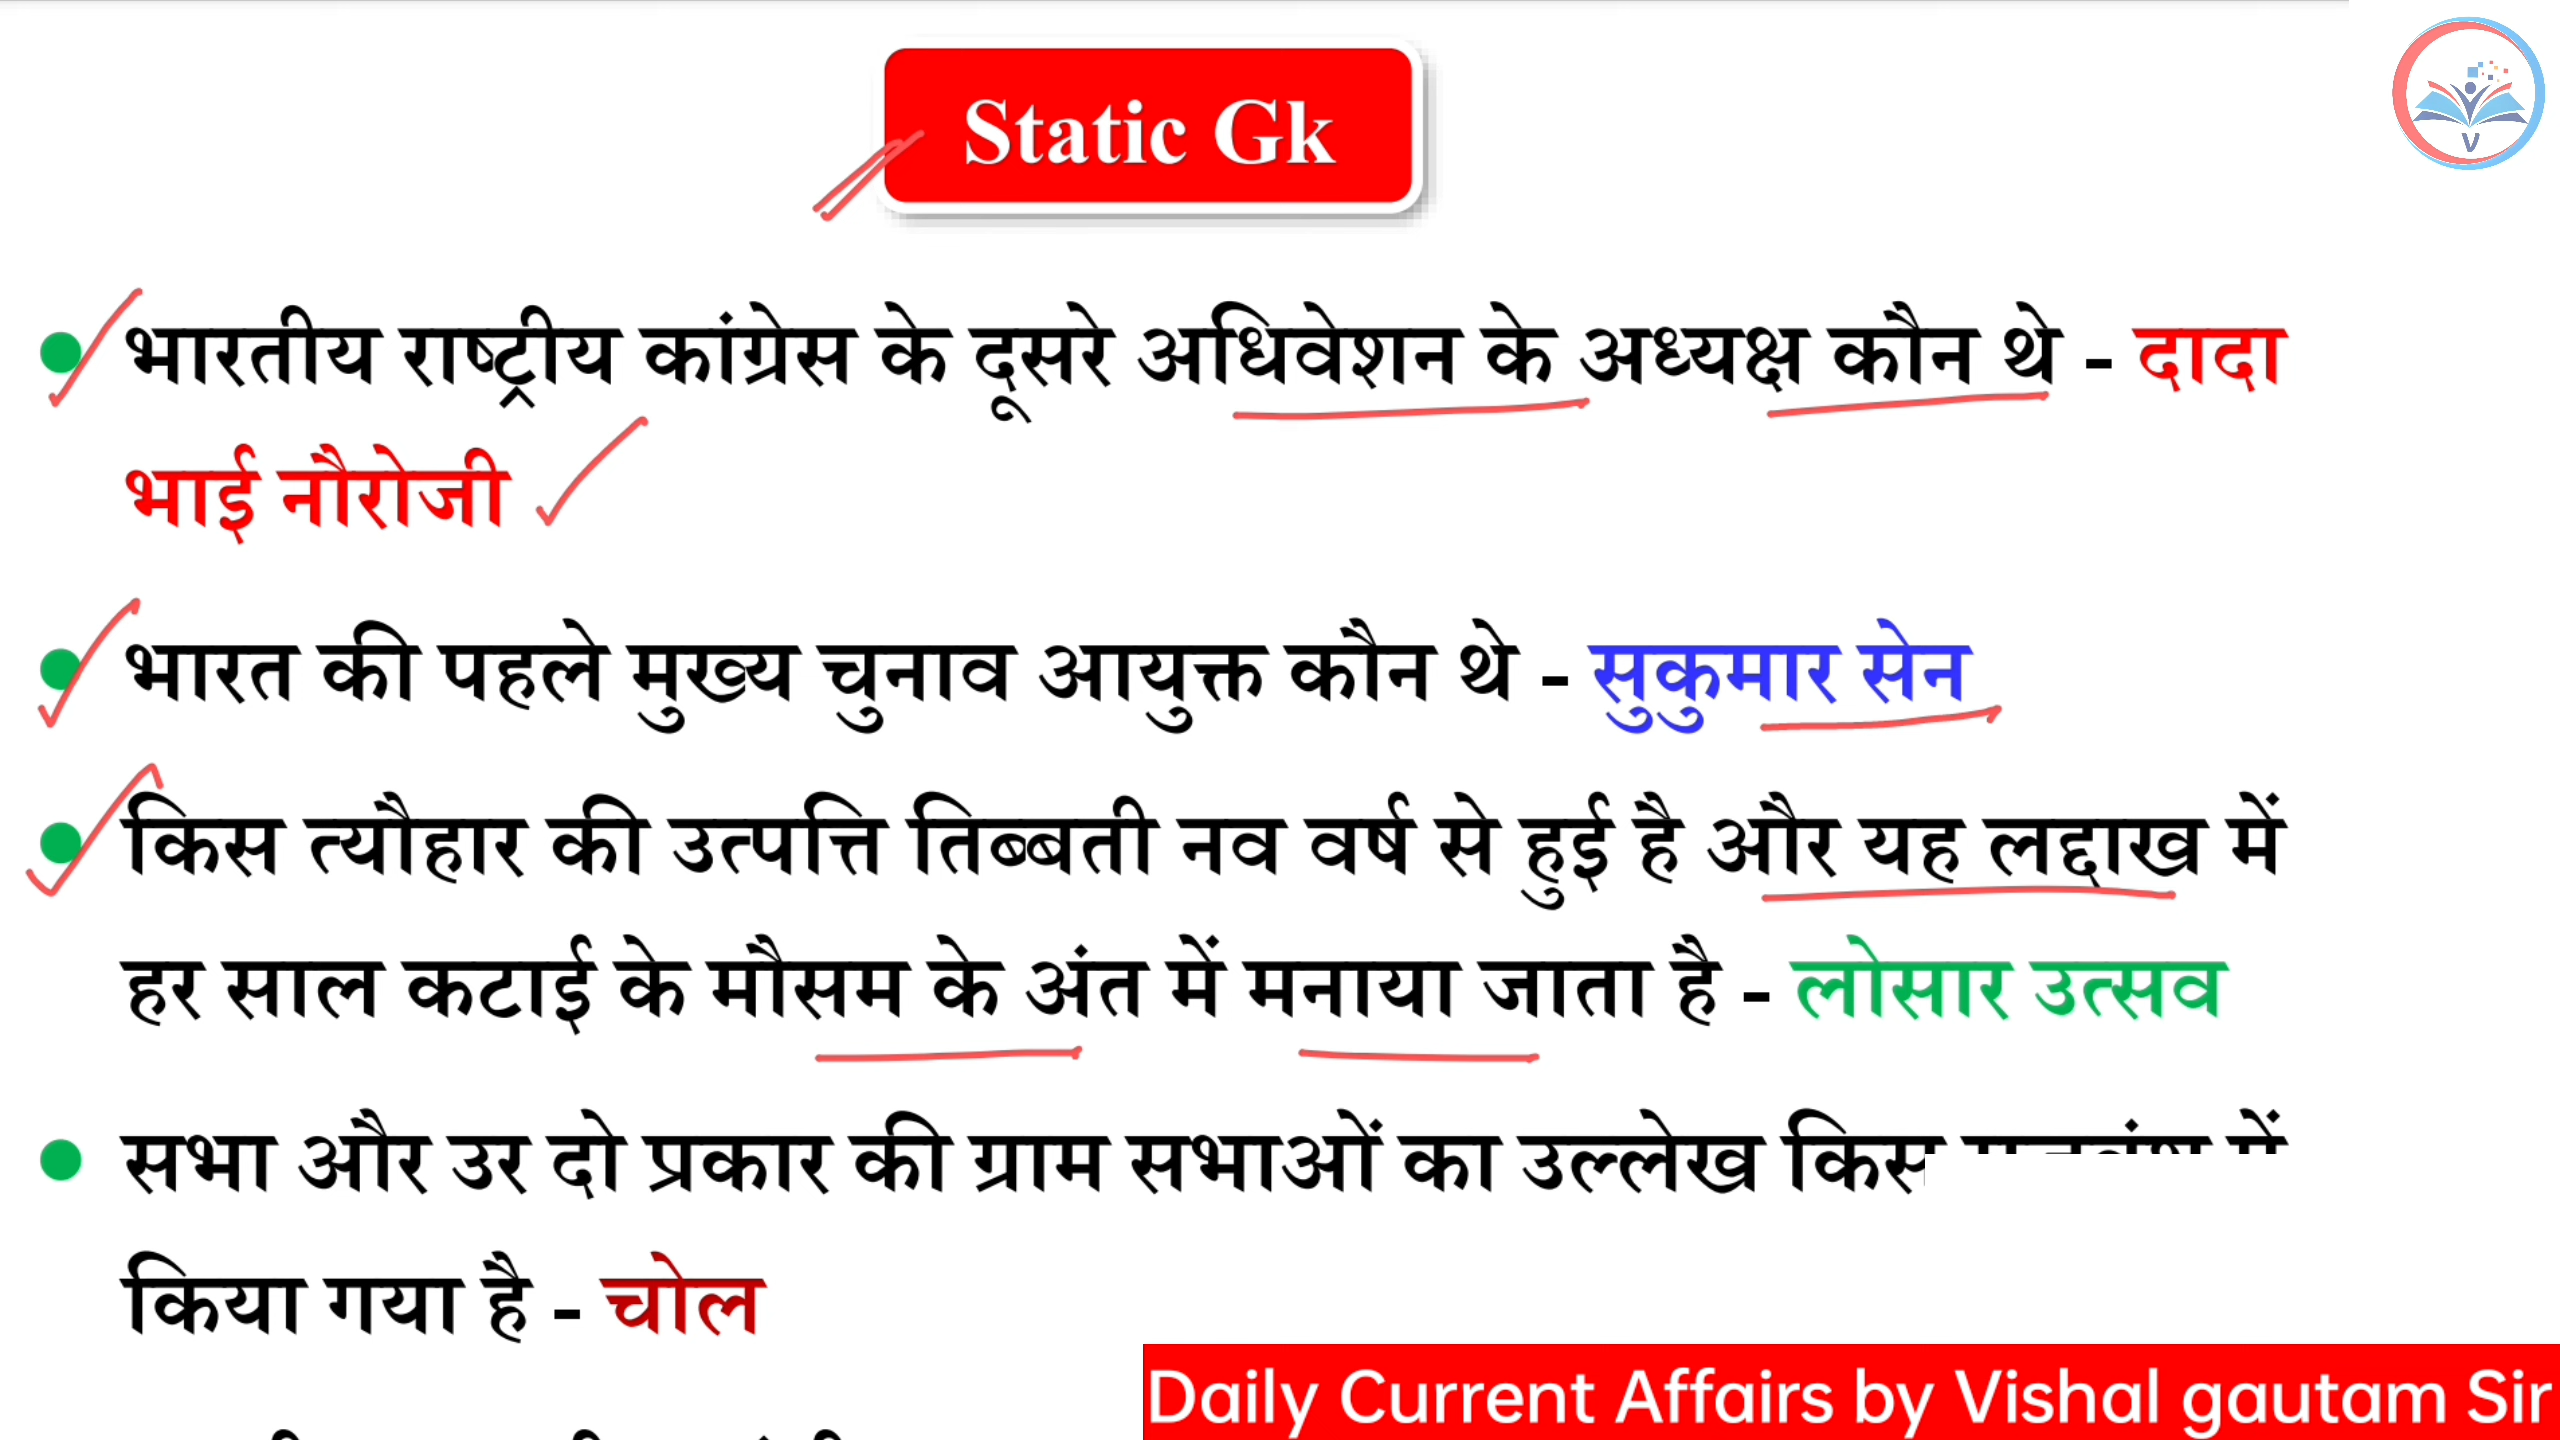 Static Gk
भारतीय राष्ट्रीय कांग्रेस के दूसरे अधिवेशन के अध्यक्ष कौन थे - दादा
भाई नौरोजी
भारत की पहले मुख्य चुनाव आयुक्त कौन थे - सुकुमार सेन
किस त्यौहार की उत्पत्ति तिब्बती नव वर्ष से हुई है और यह लद्दाख में
हर साल कटाई के मौसम के अंत में मनाया जाता है - लोसार उत्सव
सभा और उर दो प्रकार की ग्राम सभाओं का उल्लेख किस में
किया गया है - चोल
Daily Current Affairs by Vishal gautam Sir